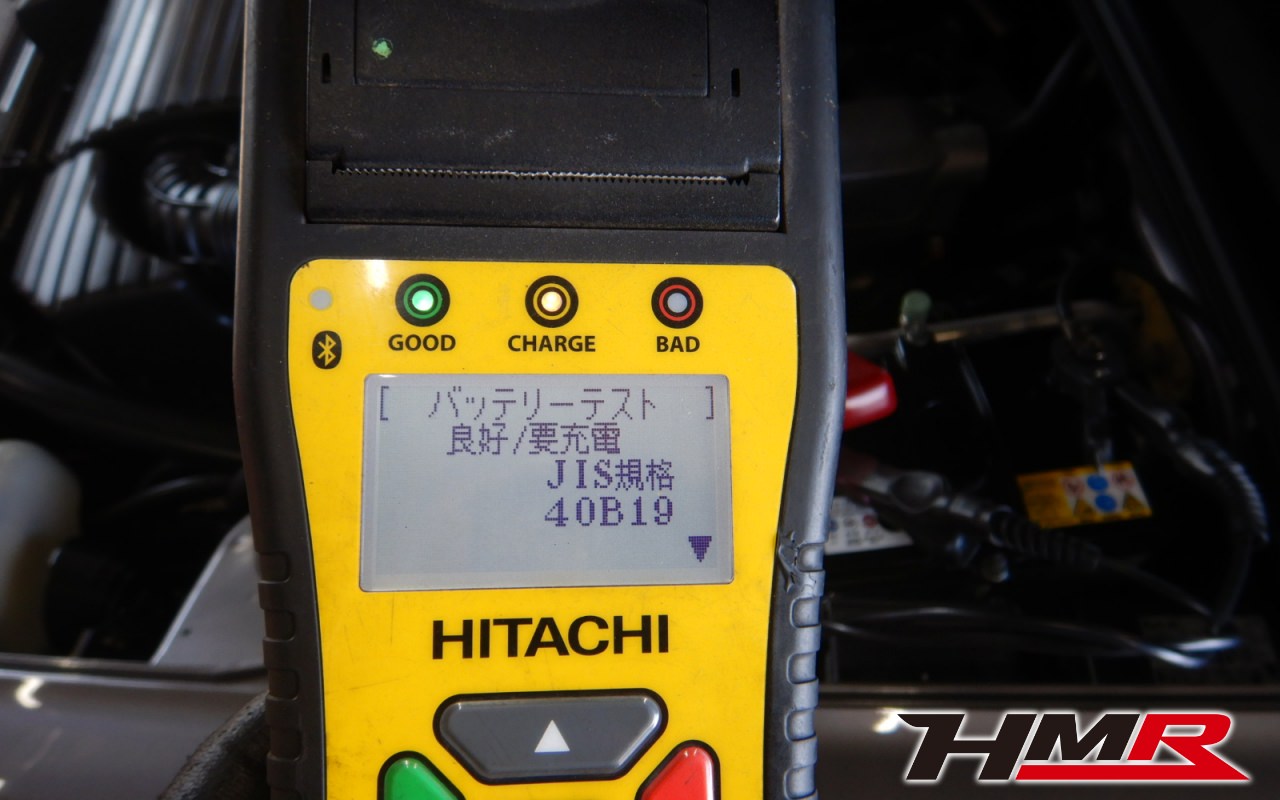 GOOD CHARGE BAD
[ バッテリーテスト ]
良好/要充電
JIS規格
40B19
HITACHI
HMR